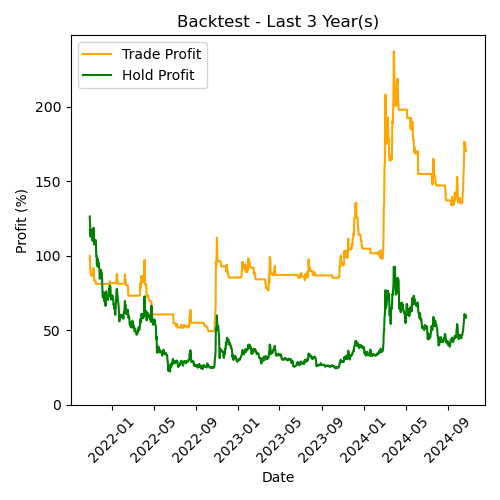 Backtest - Last 3 Year(s)
Trade Profit
Hold Profit
Profit (%)
200
150
100
50
0
2022-01
2022-05
2022-09
2023-01
2023-05
2023-09
2024-01
2024-05
2024-09
Date